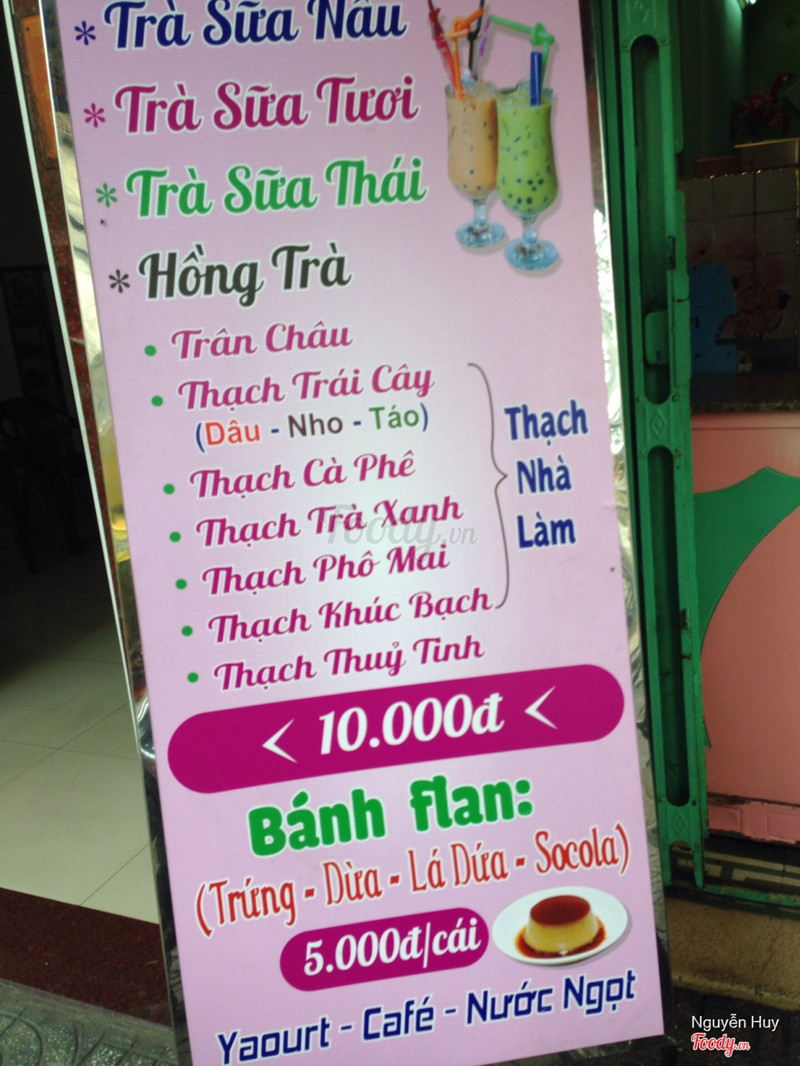 * Trà Sữa Nâu
* Trà Sữa Tươi
* Trà Sữa Thái
* Hồng Trà
• Trân Châu
• Thạch Trái Cây
(Dâu - Nho - Táo)
• Thạch Cà Phê
• Thạch Trà Xanh
• Thạch Phô Mai
• Thạch Khúc Bạch
• Thạch Thuỷ Tinh
Thạch
Nhà
Làm
< 10.000đ <
Bánh flan:
(Trứng - Dừa - Lá Dứa - Socola)
5.000đ/cái
Yaourt - Café - Nước Ngọt
Foody.vn
Nguyễn Huy
Foody.vn